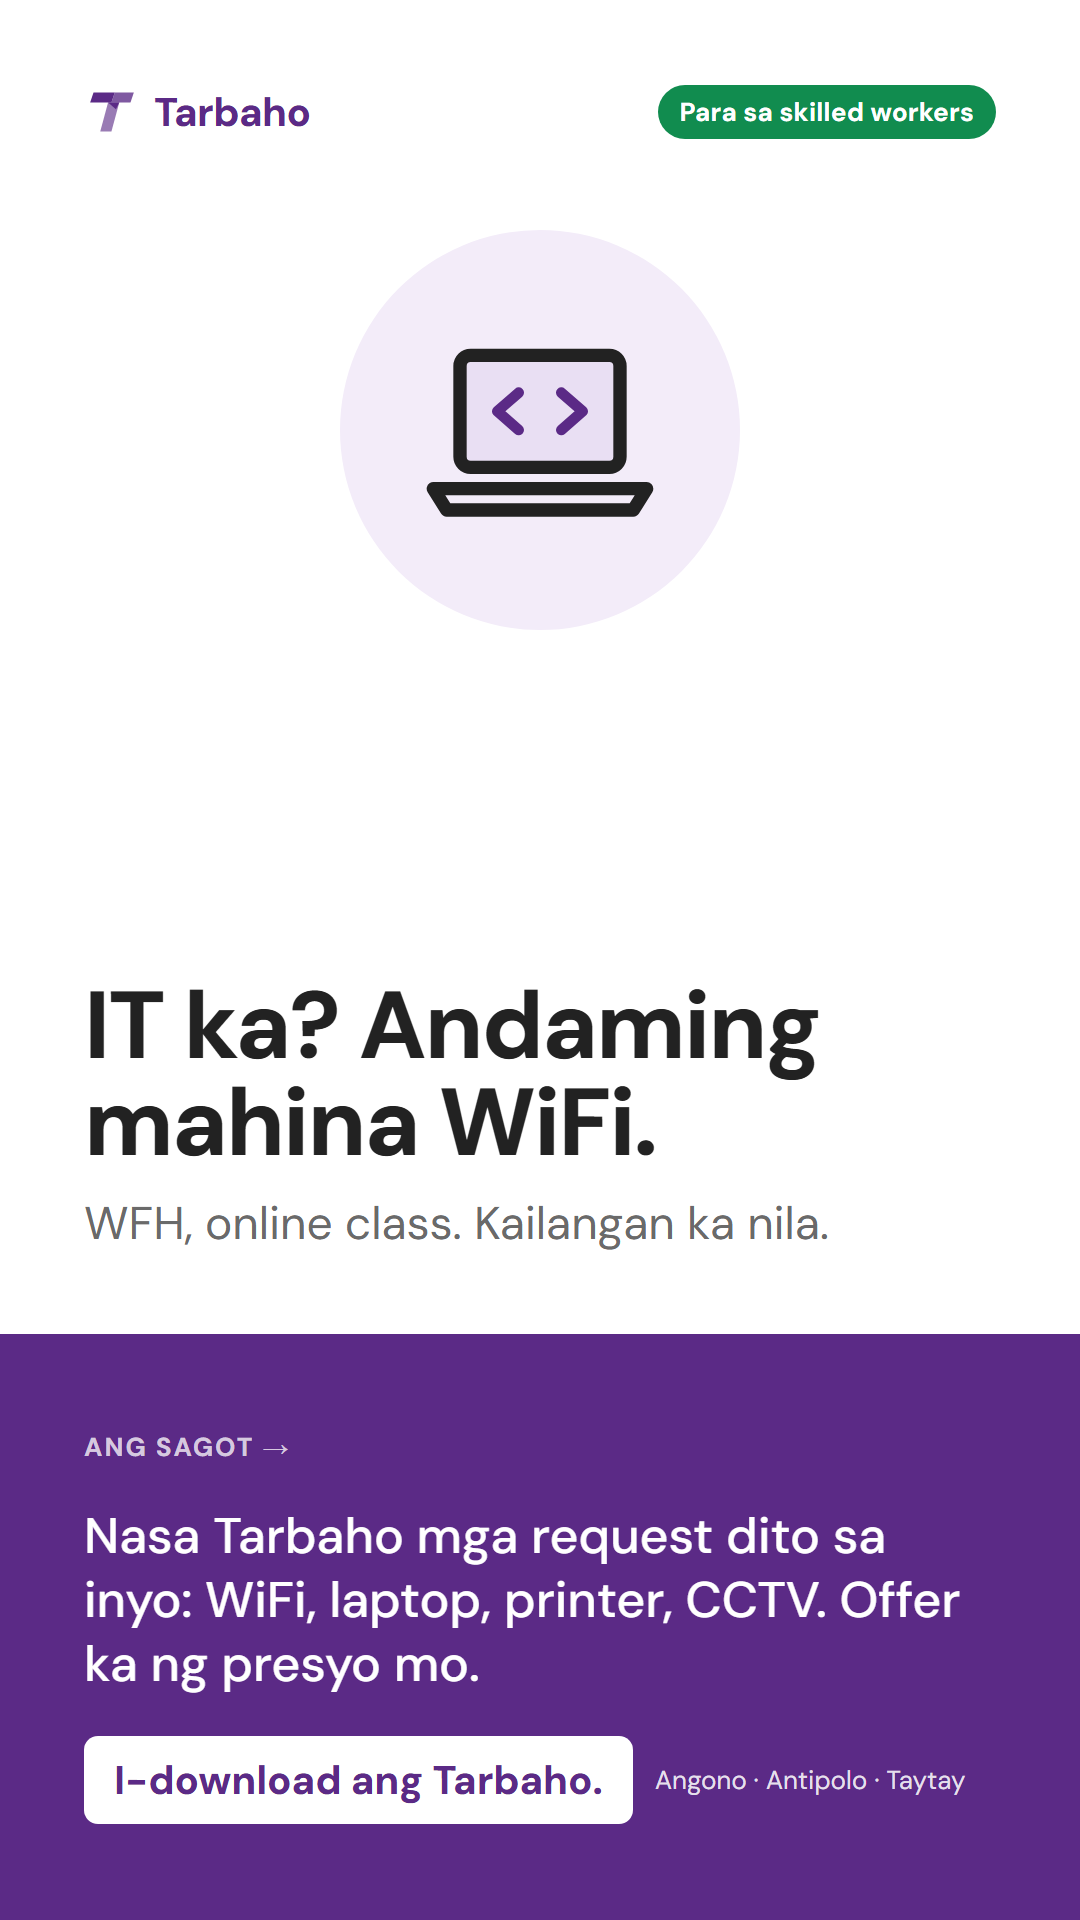 Tarbaho
Para sa skilled workers
IT ka? Andaming
mahina WiFi.
WFH, online class. Kailangan ka nila.
ANG SAGOT →
Nasa Tarbaho mga request dito sa
inyo: WiFi, laptop, printer, CCTV. Offer
ka ng presyo mo.
I-download ang Tarbaho.
Angono · Antipolo · Taytay